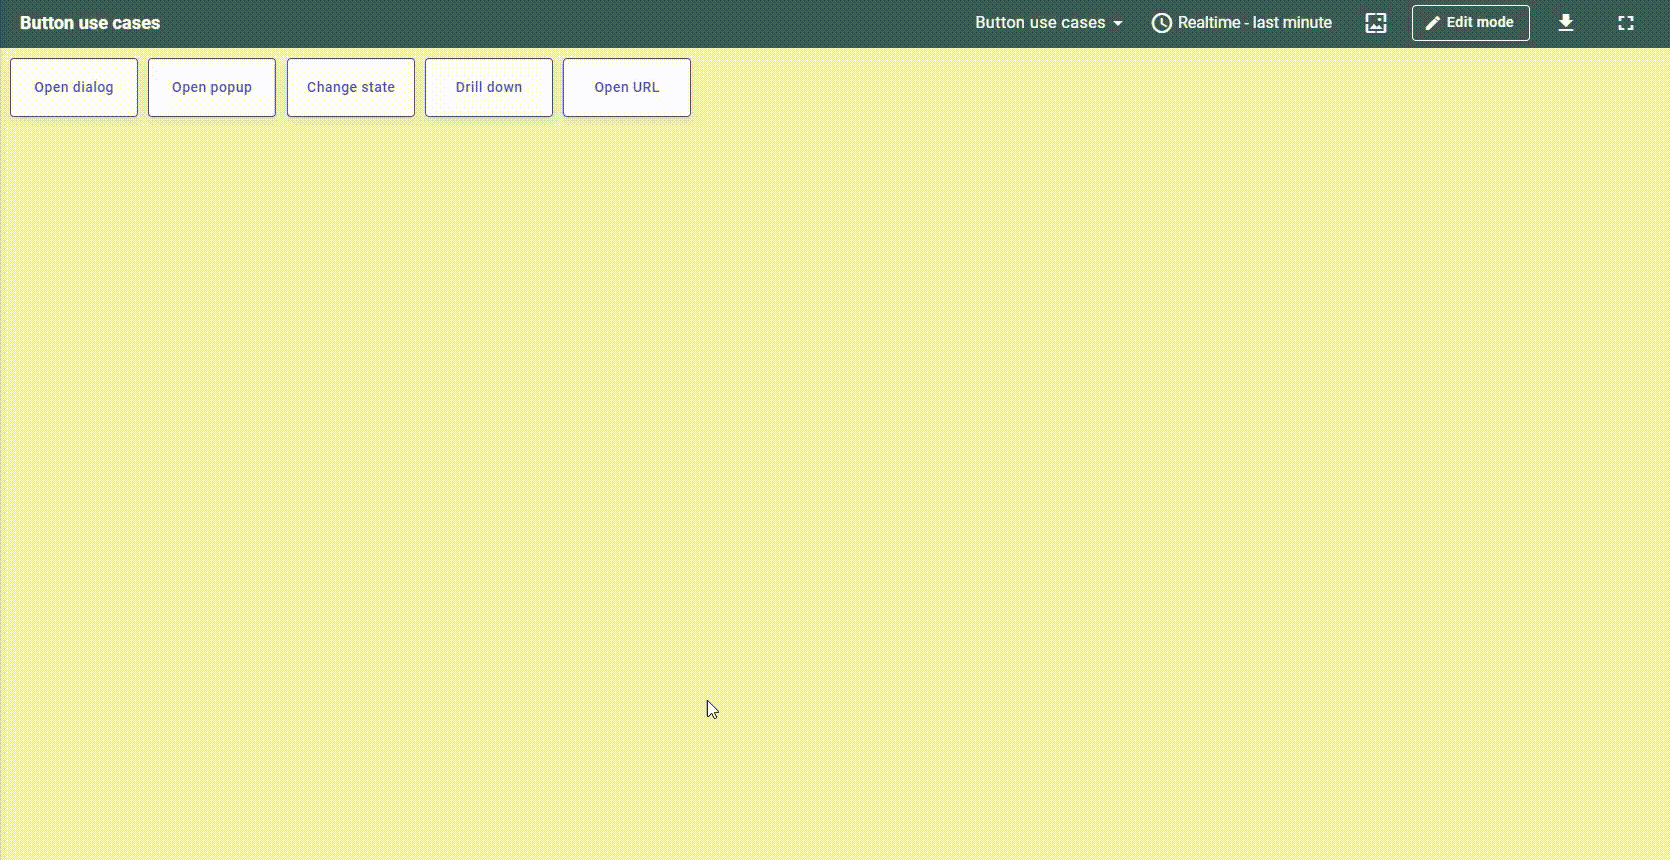 Button use cases
Button use cases
Realtime - last minute
Edit mode
Open dialog
Open popup
Change state
Drill down
Open URL